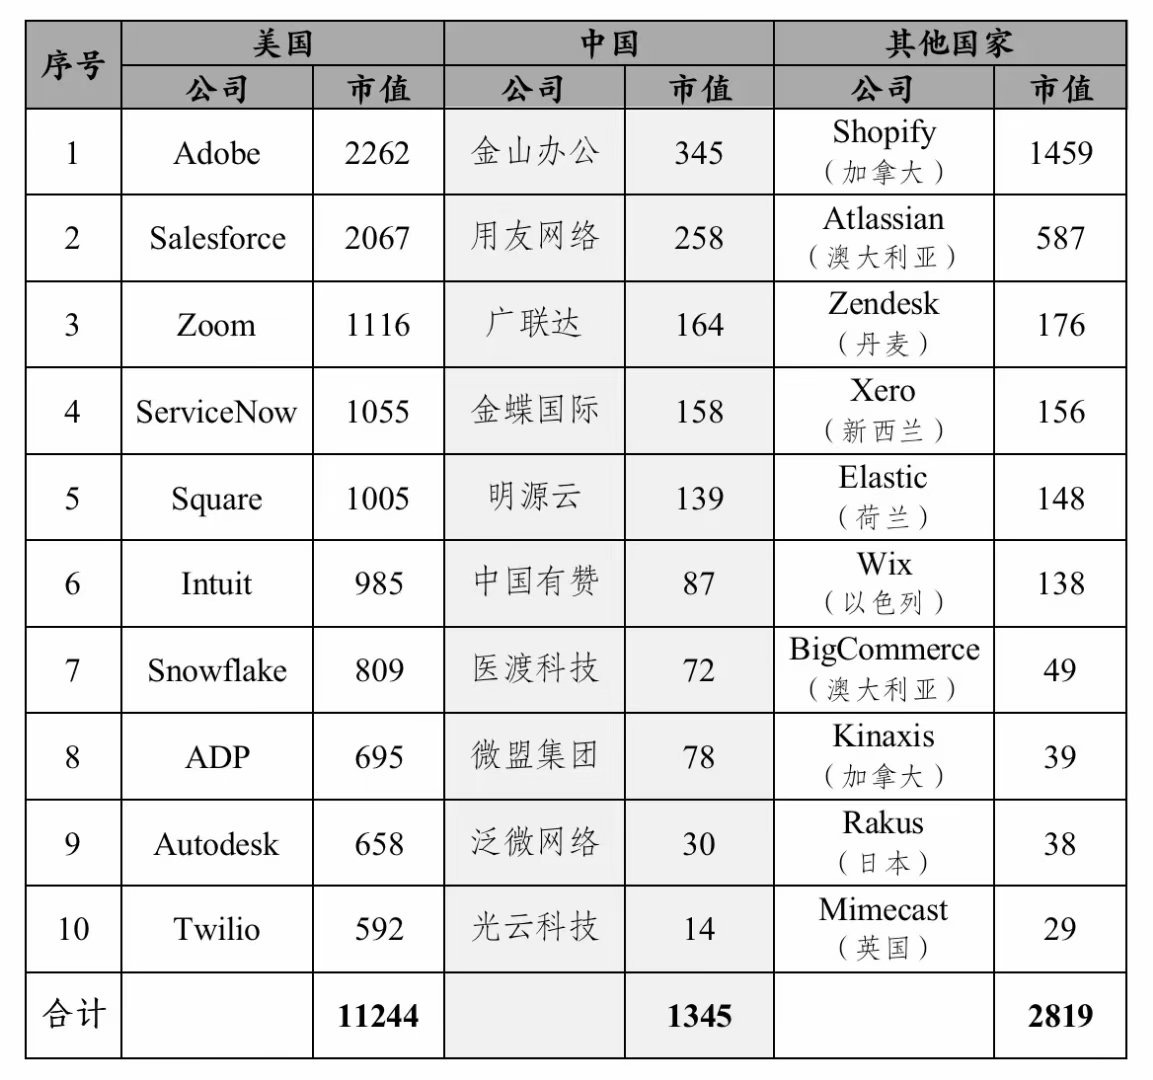 序号 美国 中国 其他国家
公司 市值 公司 市值 公司 市值
1 Adobe 2262 金山办公 345 Shopify 1459
（加拿大）
2 Salesforce 2067 用友网络 258 Atlassian 587
（澳大利亚）
3 Zoom 1116 广联达 164 Zendesk 176
（丹麦）
4 ServiceNow 1055 金蝶国际 158 Xero 156
（新西兰）
5 Square 1005 明源云 139 Elastic 148
（荷兰）
6 Intuit 985 中国有赞 87 Wix 138
（以色列）
7 Snowflake 809 医渡科技 72 BigCommerce 49
（澳大利亚）
8 ADP 695 微盟集团 78 Kinaxis 39
（加拿大）
9 Autodesk 658 泛微网络 30 Rakus 38
（日本）
10 Twilio 592 光云科技 14 Mimecast 29
（英国）
合计 11244 1345 2819